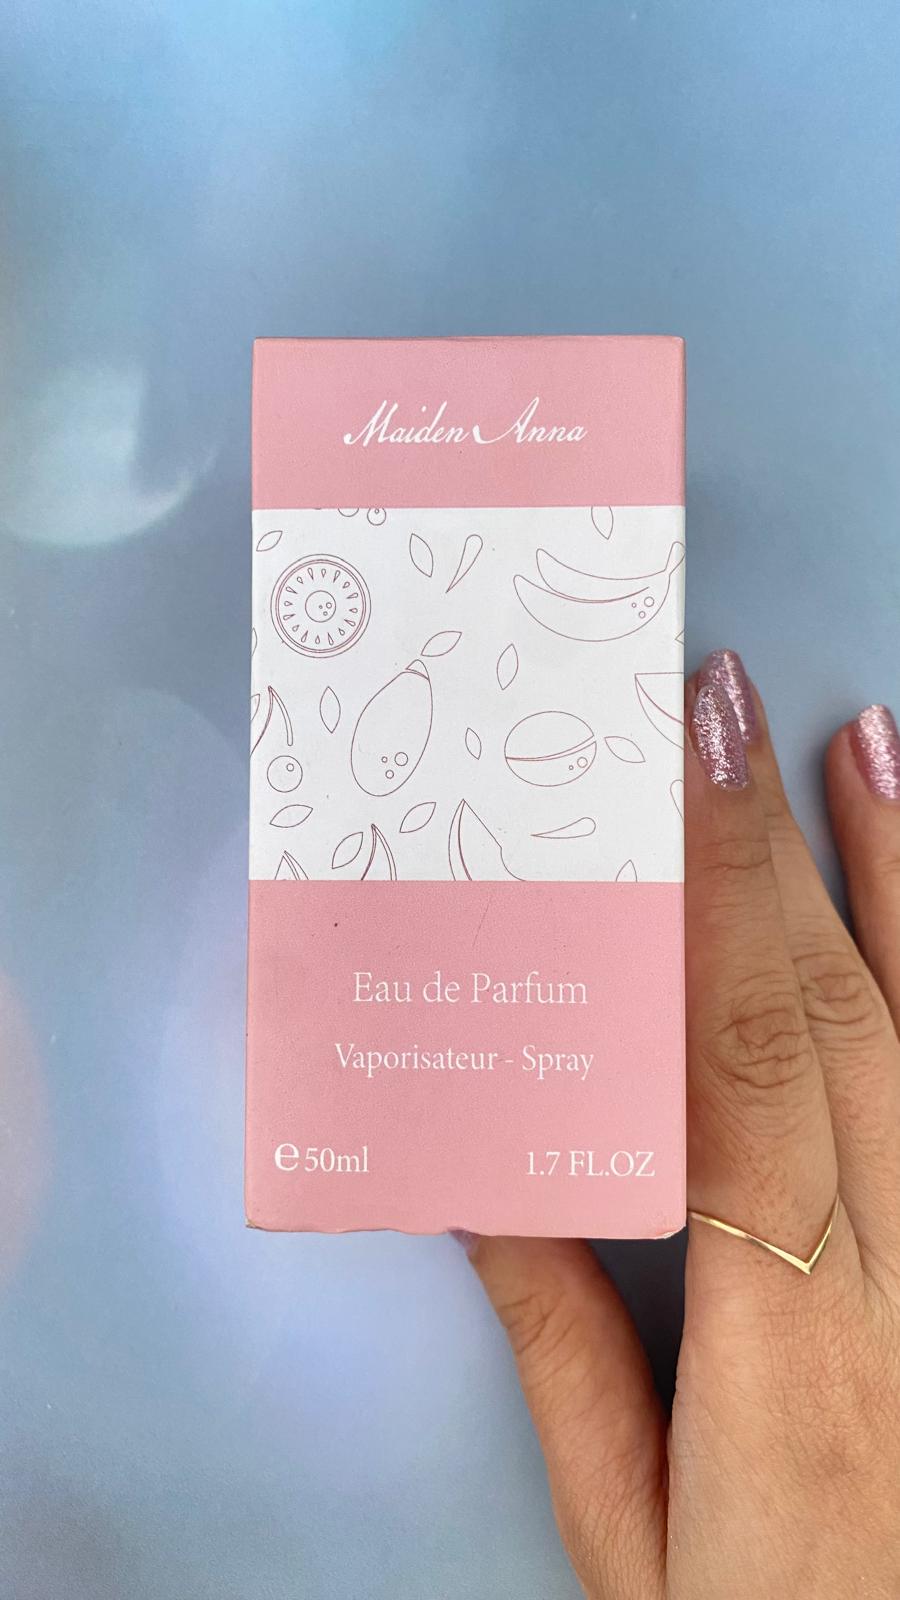 Maiden Anna
Eau de Parfum
Vaporisateur - Spray
e 50ml
1.7 FL.OZ